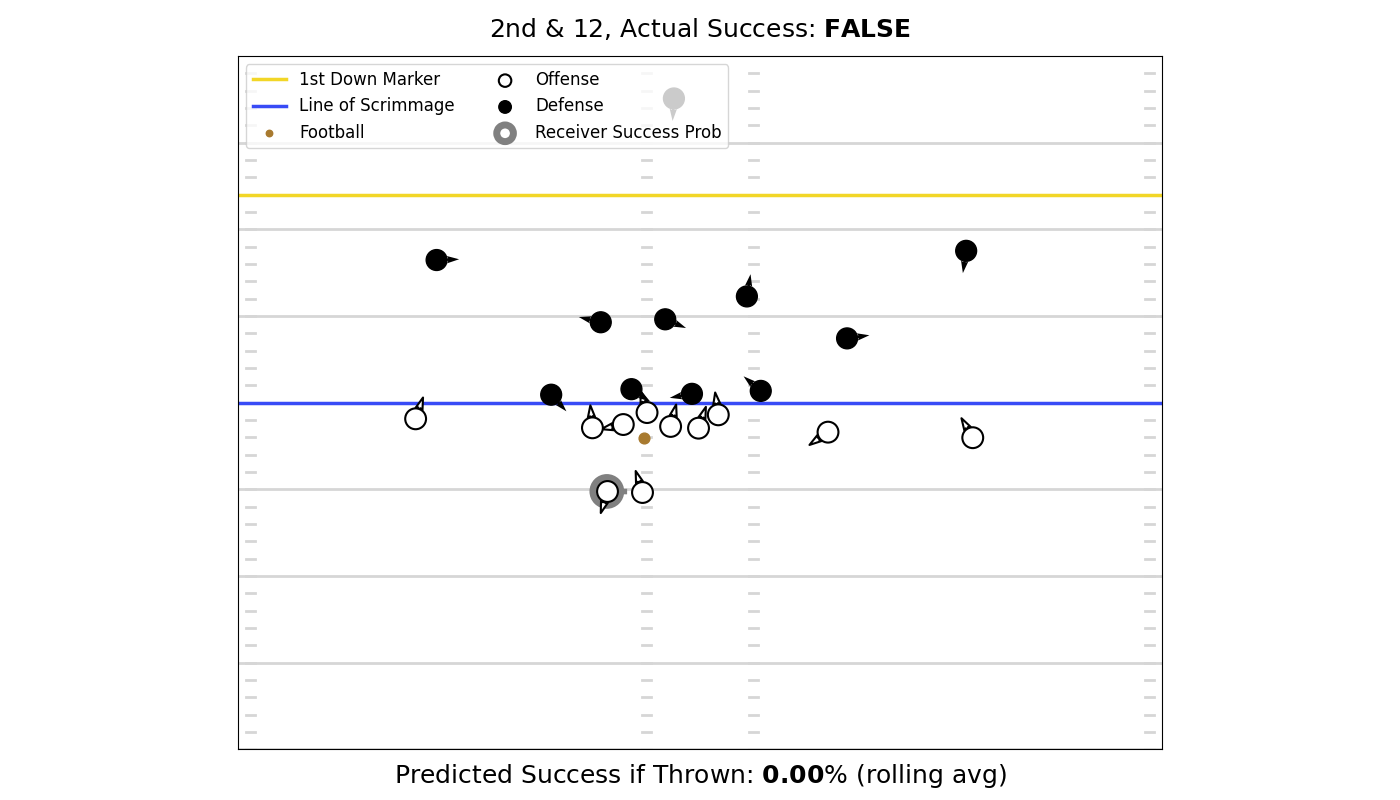 2nd & 12, Actual Success: FALSE
1st Down Marker
Line of Scrimmage
Football
Offense
Defense
Receiver Success Prob
Predicted Success if Thrown: 0.00% (rolling avg)